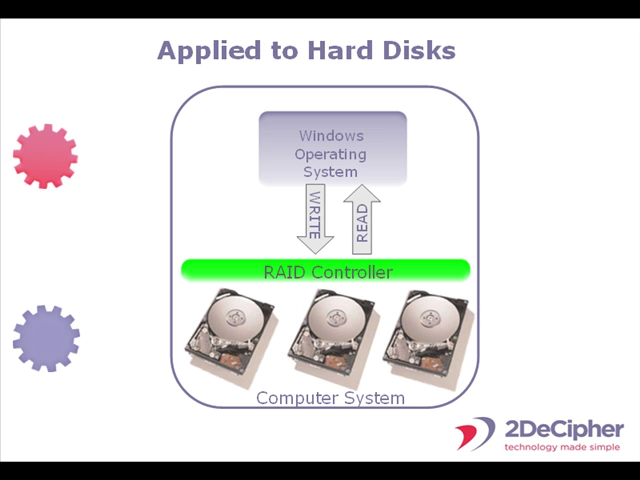 Applied to Hard Disks
Windows
Operating
System
WRITE
READ
RAID Controller
Computer System
2DeCipher
technology made simple